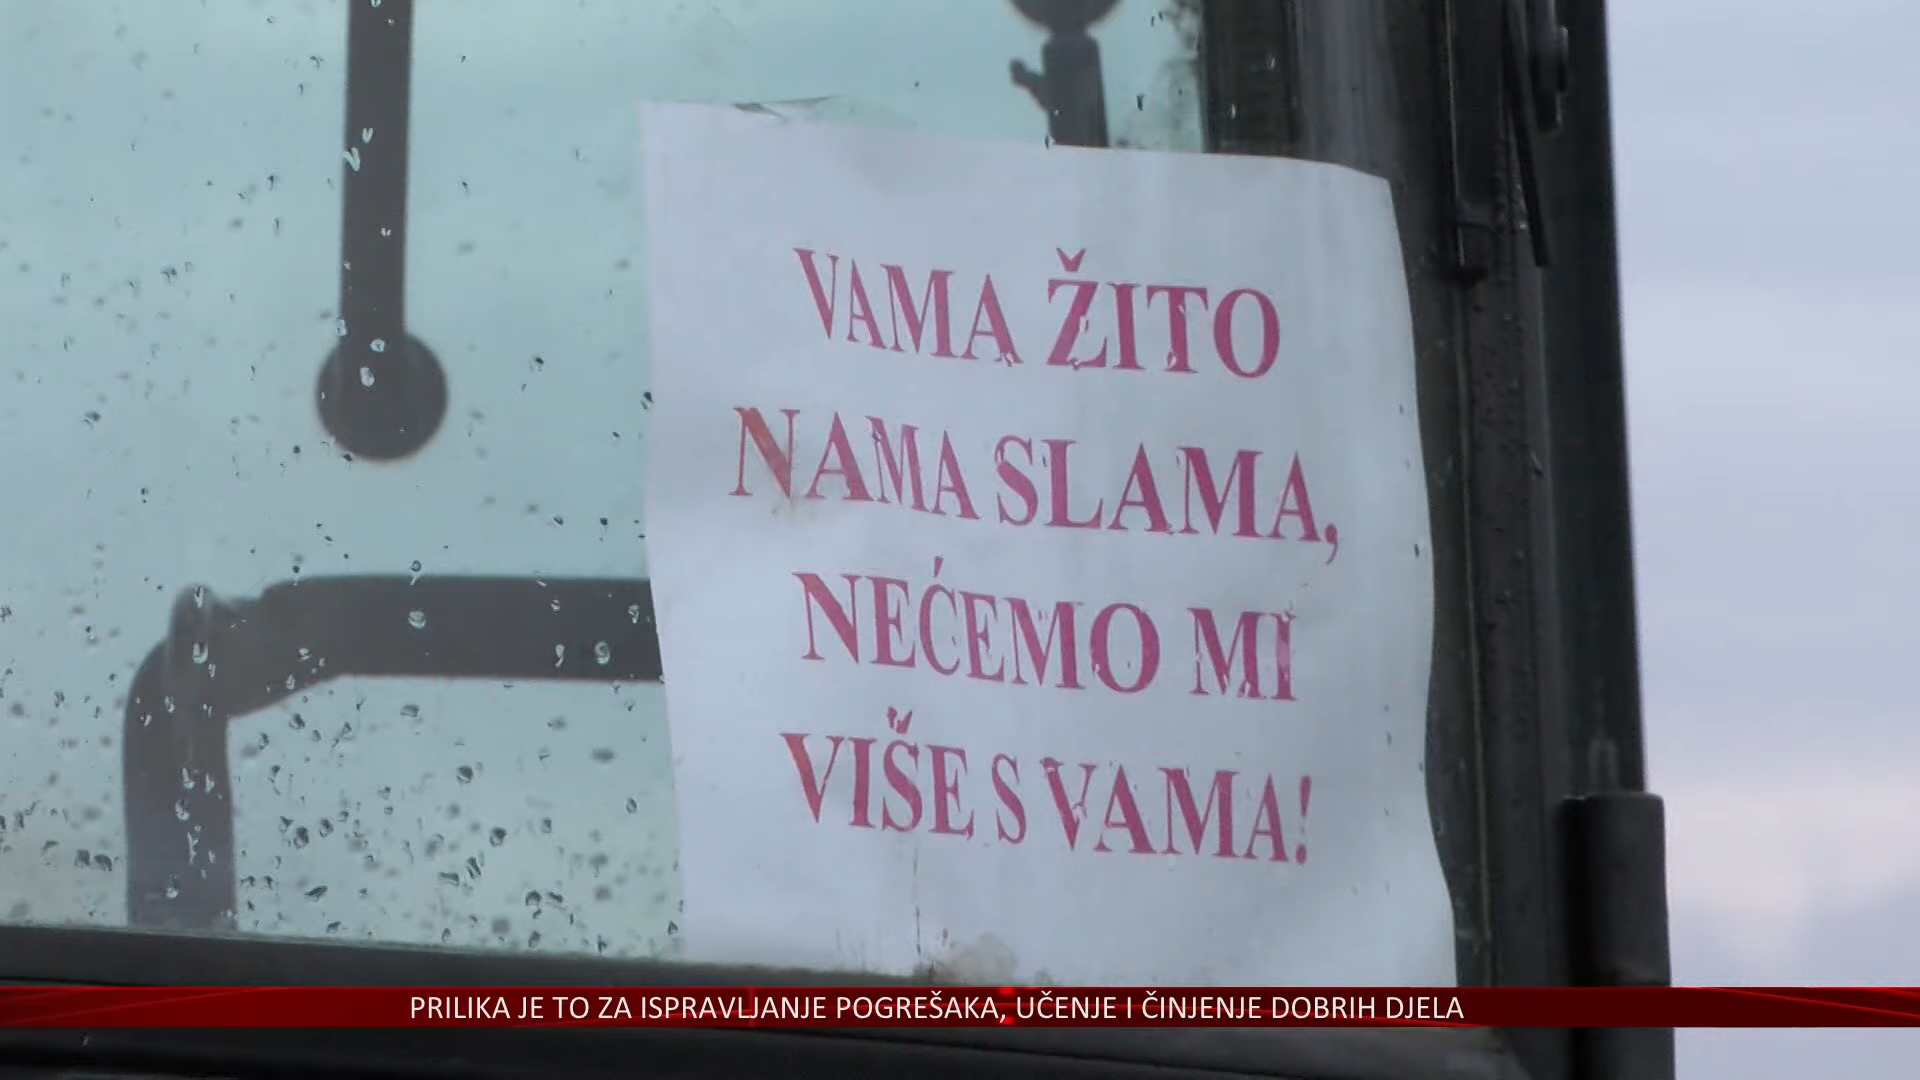 VAMA ŽITO
NAMA SLAMA,
NEĆEMO MI
VIŠE S VAMA!
PRILIKA JE TO ZA ISPRAVLJANJE POGREŠAKA, UČENJE I ČINJENJE DOBRIH DJELA